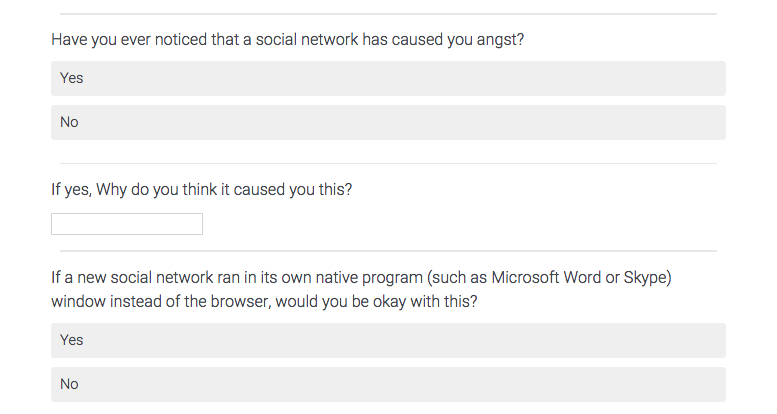 Have you ever noticed that a social network has caused you angst?
Yes
No
If yes, Why do you think it caused you this?
If a new social network ran in its own native program (such as Microsoft Word or Skype)
window instead of the browser, would you be okay with this?
Yes
No